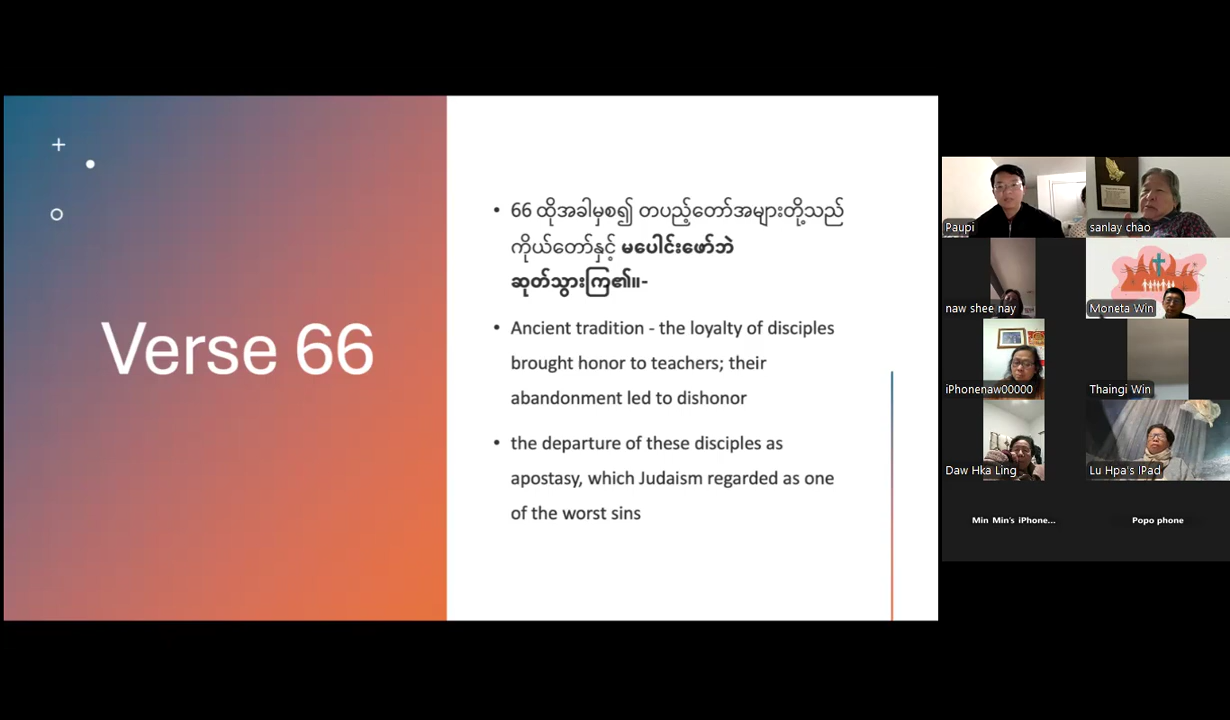 Verse 66
• 66 ထိုအခါမှစ၍ တပည့်တော်အများတို့သည်
ကိုယ်တော်နှင့် မပေါင်းဖော်ဘဲ
ဆုတ်သွားကြ၏။-
• Ancient tradition - the loyalty of disciples
brought honor to teachers; their
abandonment led to dishonor
• the departure of these disciples as
apostasy, which Judaism regarded as one
of the worst sins
Paupi
sanlay chao
naw shee nay
Moneta Win
iPhonenaw00000
Thaingi Win
Daw Hka Ling
Lu Hpa's IPad
Min Min's iPhone...
Popo phone